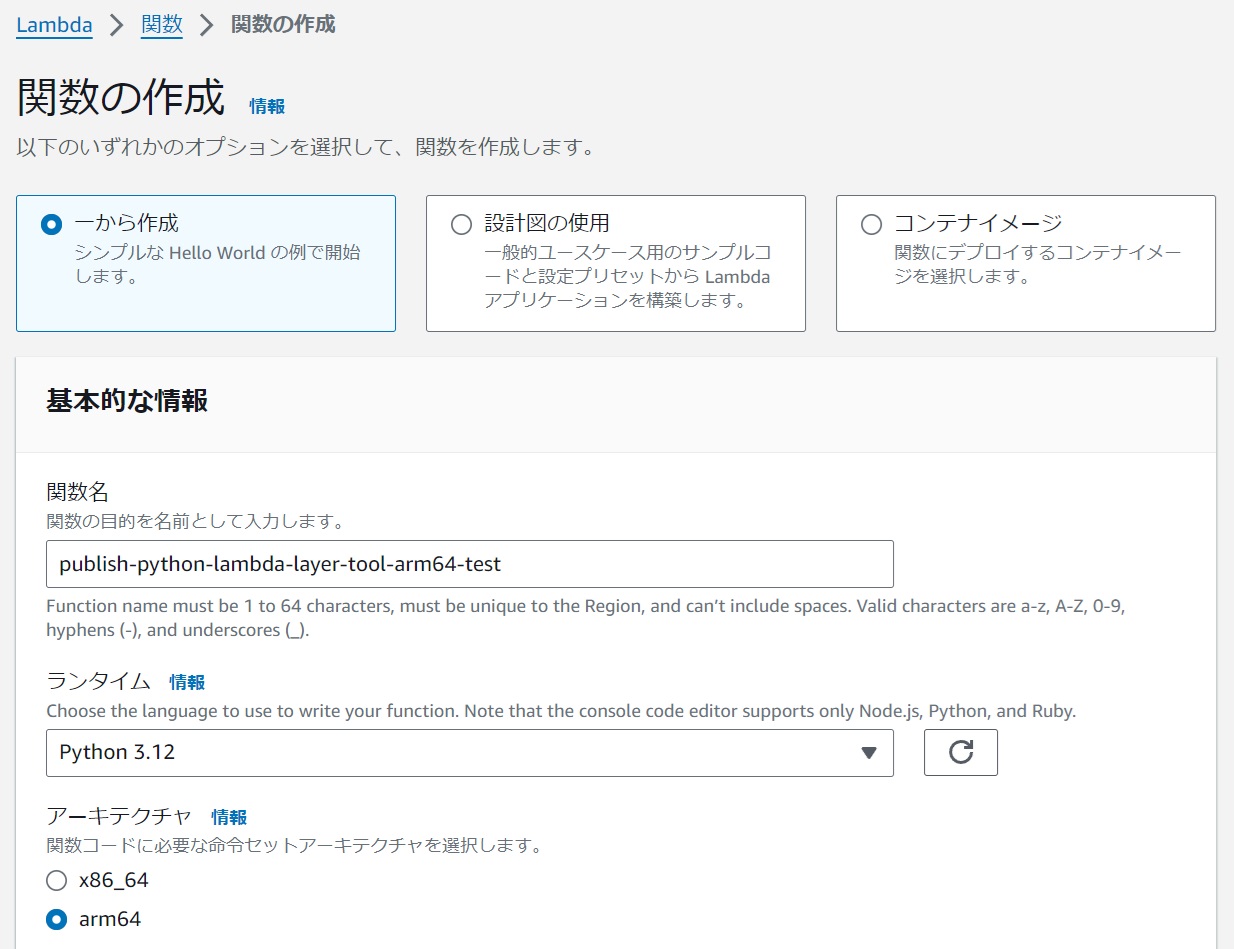 Lambda > 関数 > 関数の作成
関数の作成 情報
以下のいずれかのオプションを選択して、関数を作成します。
一から作成
シンプルな Hello World の例で開始
します。
設計図の使用
一般的ユースケース用のサンプルコ
ードと設定プリセットから Lambda
アプリケーションを構築します。
コンテナイメージ
関数にデプロイするコンテナイメー
ジを選択します。
基本的な情報
関数名
関数の目的を名前として入力します。
publish-python-lambda-layer-tool-arm64-test
Function name must be 1 to 64 characters, must be unique to the Region, and can’t include spaces. Valid characters are a-z, A-Z, 0-9,
hyphens (-), and underscores (_).
ランタイム 情報
Choose the language to use to write your function. Note that the console code editor supports only Node.js, Python, and Ruby.
Python 3.12
アーキテクチャ 情報
関数コードに必要な命令セットアーキテクチャを選択します。
x86_64
arm64